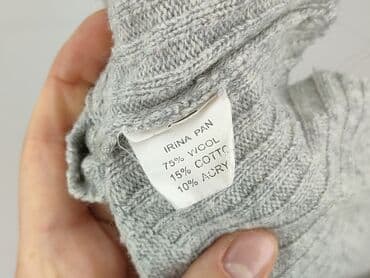 IRINA PAN
75% WOOL
15% COTTO
10% ACRY